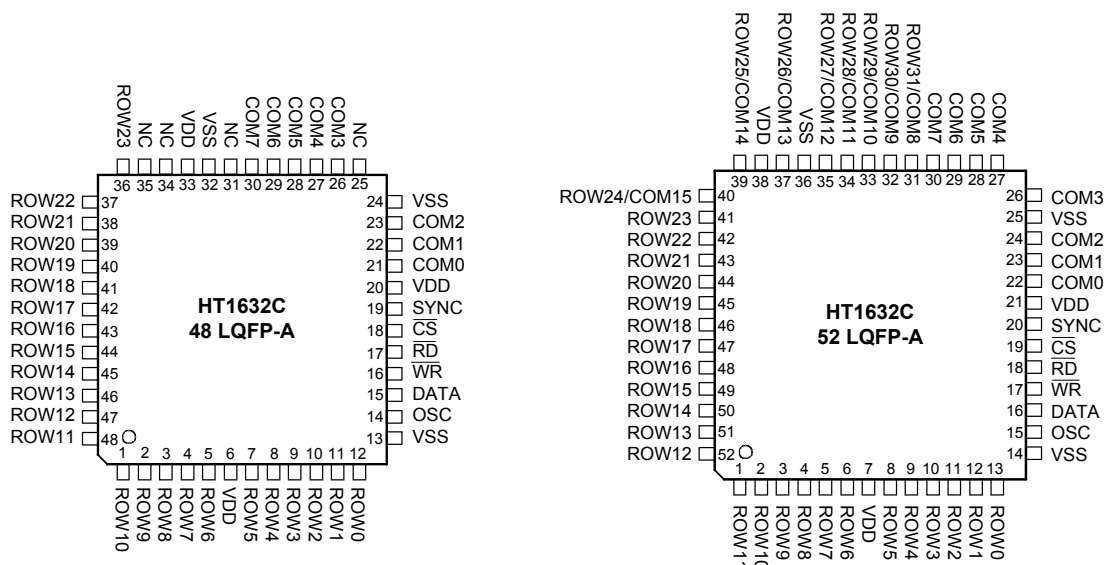 ROW23
NC
NC
VDD
VSS
NC
COM7
COM6
COM5
COM4
COM3
NC
36 35 34 33 32 31 30 29 28 27 26 25
ROW22 37
ROW21 38
ROW20 39
ROW19 40
ROW18 41
ROW17 42
ROW16 43
ROW15 44
ROW14 45
ROW13 46
ROW12 47
ROW11 48
HT1632C
48 LQFP-A
24 VSS
23 COM2
22 COM1
21 COM0
20 VDD
19 SYNC
18 CS
17 RD
16 WR
15 DATA
14 OSC
13 VSS
1 2 3 4 5 6 7 8 9 10 11 12
ROW10
ROW9
ROW8
ROW7
ROW6
VDD
ROW5
ROW4
ROW3
ROW2
ROW1
ROW0
ROW25/COM14
VDD
ROW26/COM13
VSS
ROW27/COM12
ROW28/COM11
ROW29/COM10
ROW30/COM9
ROW31/COM8
COM7
COM6
COM5
COM4
39 38 37 36 35 34 33 32 31 30 29 28 27
ROW24/COM15 40
ROW23 41
ROW22 42
ROW21 43
ROW20 44
ROW19 45
ROW18 46
ROW17 47
ROW16 48
ROW15 49
ROW14 50
ROW13 51
ROW12 52
HT1632C
52 LQFP-A
26 COM3
25 VSS
24 COM2
23 COM1
22 COM0
21 VDD
20 SYNC
19 CS
18 RD
17 WR
16 DATA
15 OSC
14 VSS
1 2 3 4 5 6 7 8 9 10 11 12 13
ROW10
ROW9
ROW8
ROW7
ROW6
VDD
ROW5
ROW4
ROW3
ROW2
ROW1
ROW0